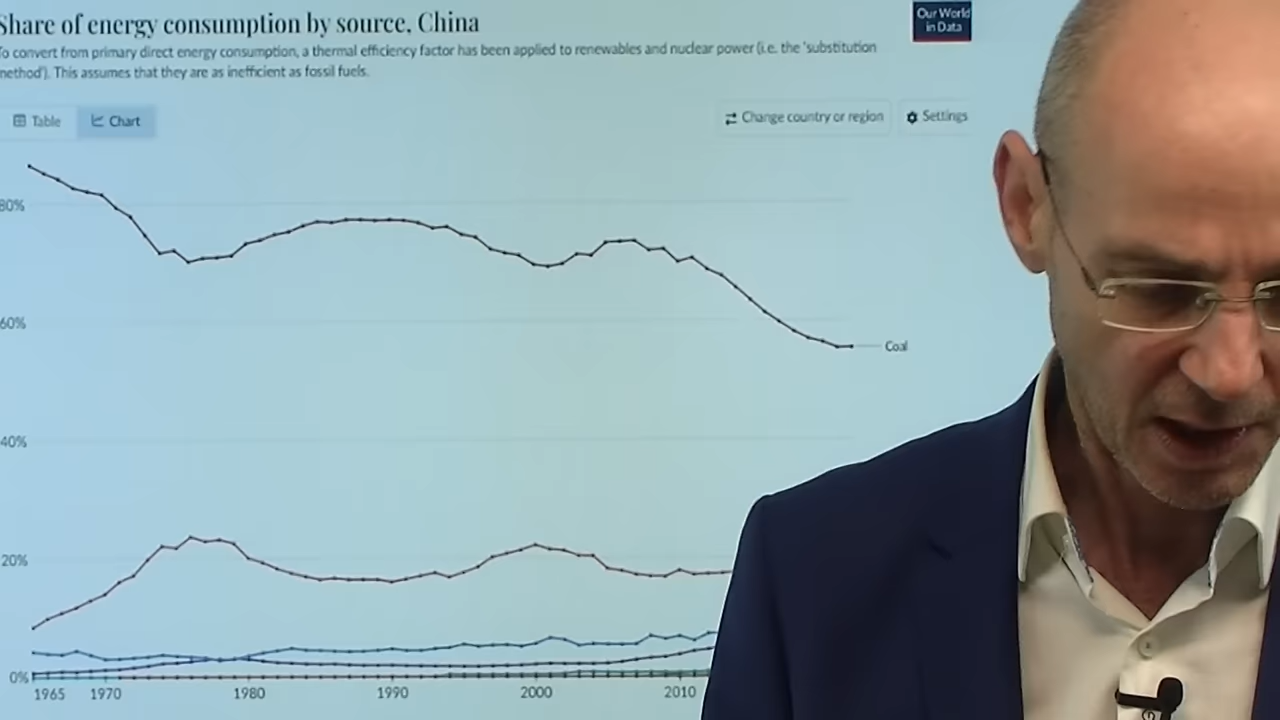 Share of energy consumption by source, China
Our World
in Data
To convert from primary direct energy consumption, a thermal efficiency factor has been applied to renewables and nuclear power (i.e. the 'substitution
method'). This assumes that they are as inefficient as fossil fuels.
Table
Chart
Change country or region
Settings
80%
60%
Coal
40%
20%
0%
1965
1970
1980
1990
2000
2010